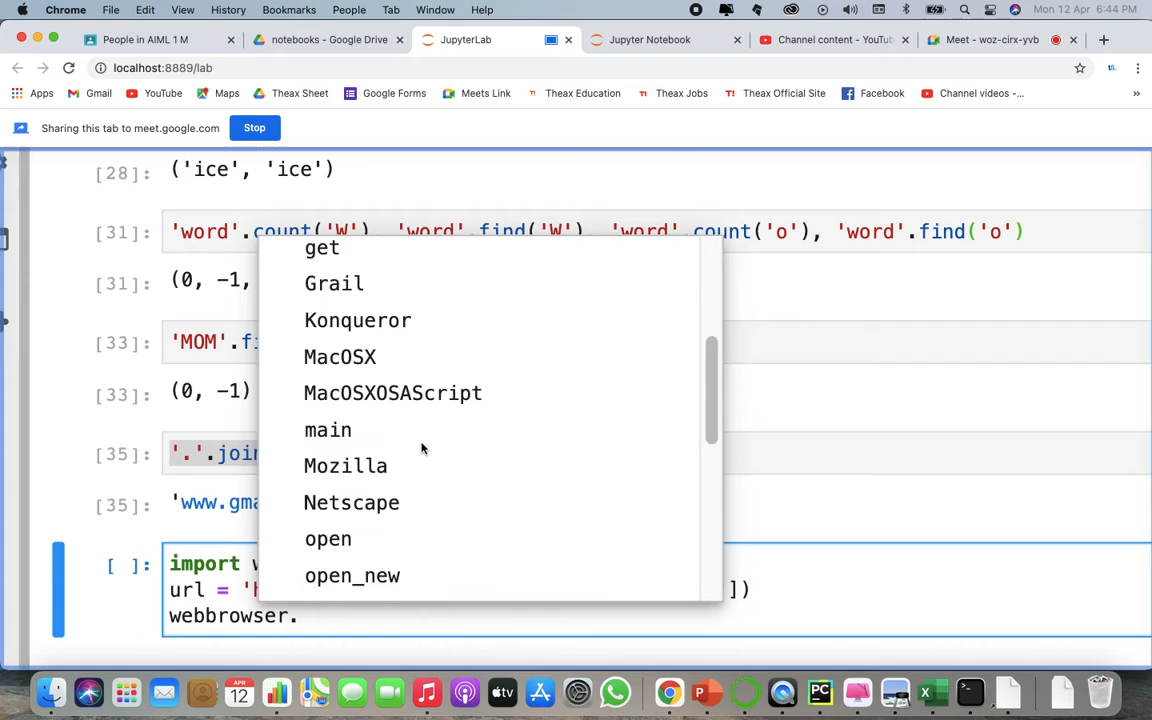 Chrome File Edit View History Bookmarks People Tab Window Help Mon 12 Apr 6:44 PM
People in AIML 1 M notebooks - Google Drive JupyterLab Jupyter Notebook Channel content - YouTub Meet - woz-cirx-yvb
localhost:8889/lab
Apps Gmail YouTube Maps Theax Sheet Google Forms Meets Link Theax Education Theax Jobs Theax Official Site Facebook Channel videos -... »
Sharing this tab to meet.google.com Stop
[28]: ('ice', 'ice')
[31]: 'word'.count('W'), 'word'.find('W'), 'word'.count('o'), 'word'.find('o')
get
[31]: (0, -1,
Grail
Konqueror
[33]: 'MOM'.fi
MacOSX
[33]: (0, -1)
MacOSXOSAScript
main
[35]: '.'.join
Mozilla
[35]: 'www.gma
Netscape
open
[ ]: import w
open_new
url = 'h ])
webbrowser.
APR
12
tv
P
PC
X